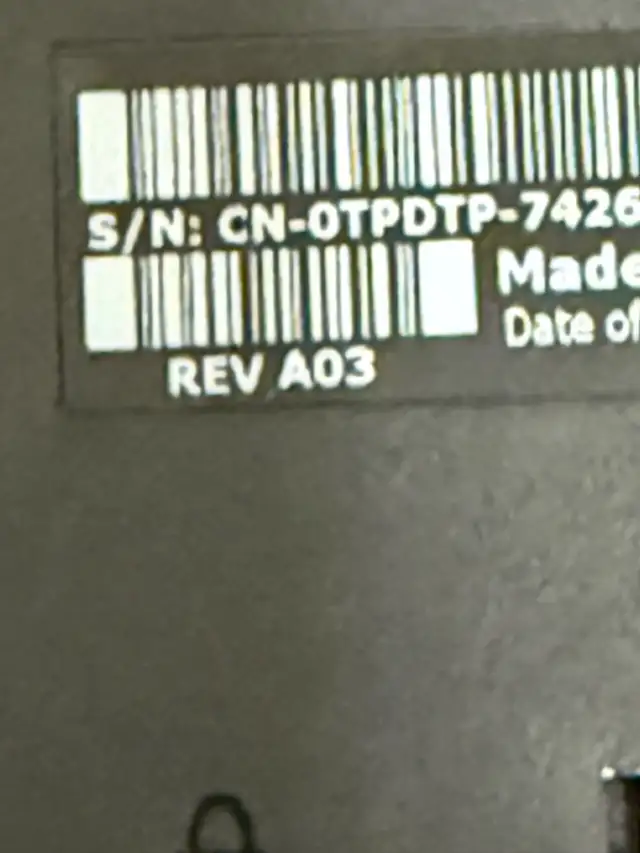 S/N: CN-0TPDTP-7426
Made
Date of
REV A03